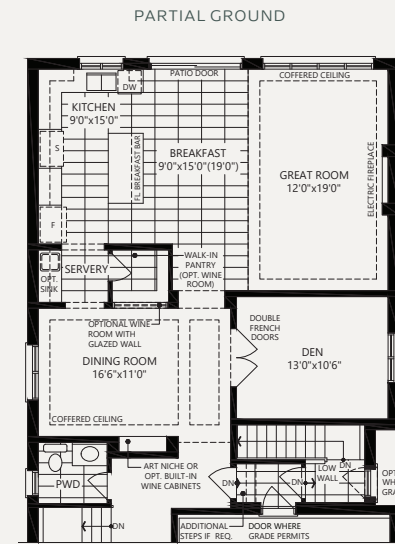 PARTIAL GROUND
PATIO DOOR
COFFERED CEILING
DW
KITCHEN
9'0"x15'0"
S
FL. BREAKFAST BAR
BREAKFAST
9'0"x15'0"(19'0")
GREAT ROOM
12'0"x19'0"
ELECTRIC FIREPLACE
F
SERVERY
OPT.
SINK
WALK-IN
PANTRY
(OPT. WINE
ROOM)
OPTIONAL WINE
ROOM WITH
GLAZED WALL
DOUBLE
FRENCH
DOORS
DINING ROOM
16'6"x11'0"
DEN
13'0"x10'6"
COFFERED CEILING
ART NICHE OR
OPT. BUILT-IN
WINE CABINETS
PWD
DN
DN
DN
LOW
WALL
DN
OPT
ADDITIONAL
STEPS IF REQ.
DOOR WHERE
GRADE PERMITS